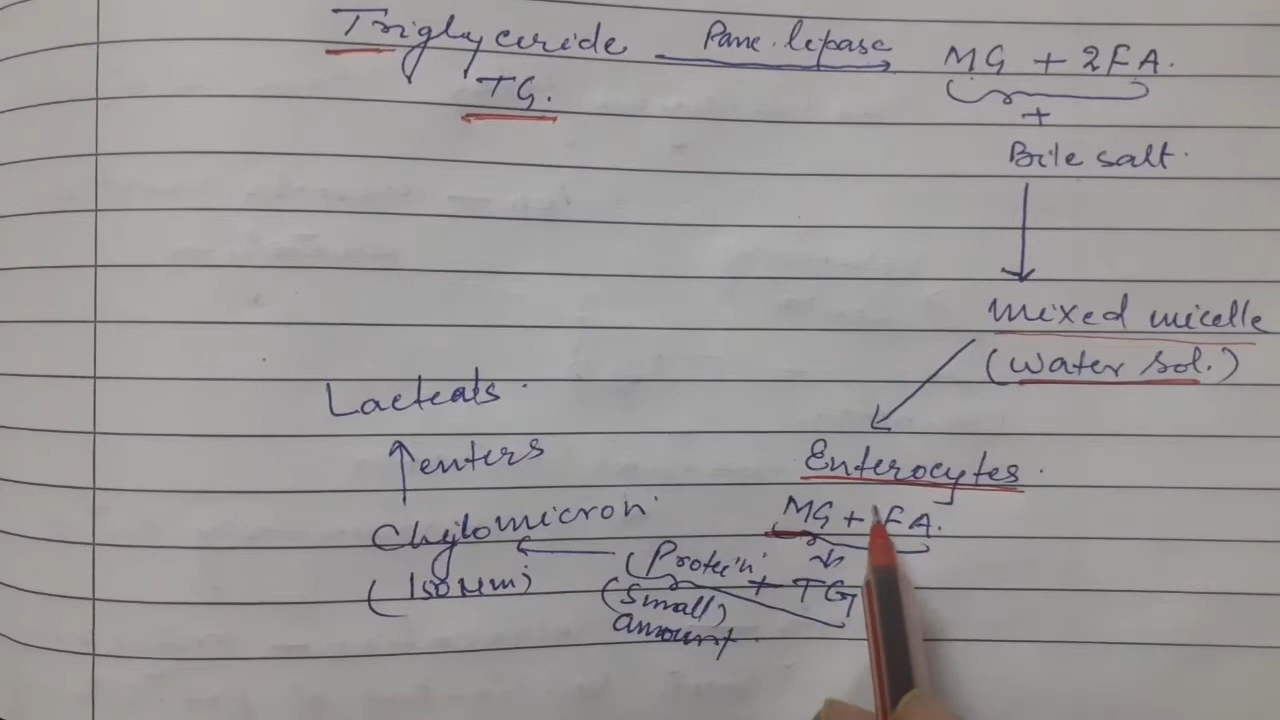 Triglyceride Panc. lipase MG + 2FA.
TG.
+
Bile salt.
mixed micelle
(water sol.)
Lacteals.
enters
Enterocytes.
Chylomicron.
MG + FA.
(Protein + TG
(small)
amount.